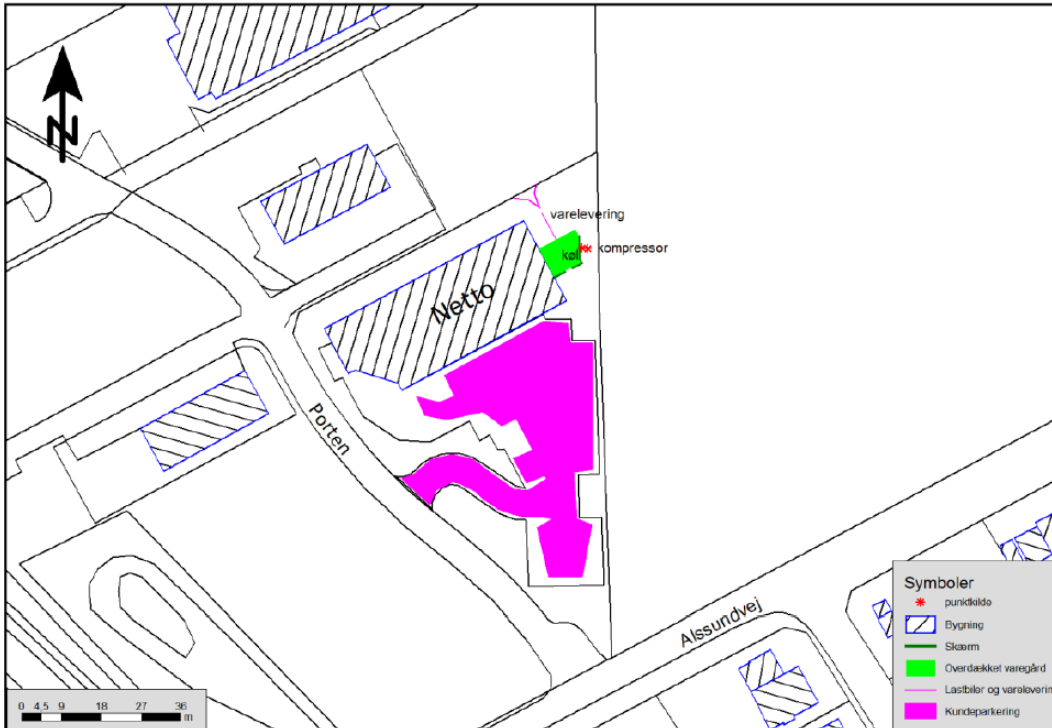 N
varelevering
køl
kompressor
Netto
Porten
Alssundvej
Symboler
punktkilde
Bygning
Skærm
Overdækket varegård
Lastbiler og varelevering
Kundeparkering
0 4,5 9 18 27 36
m